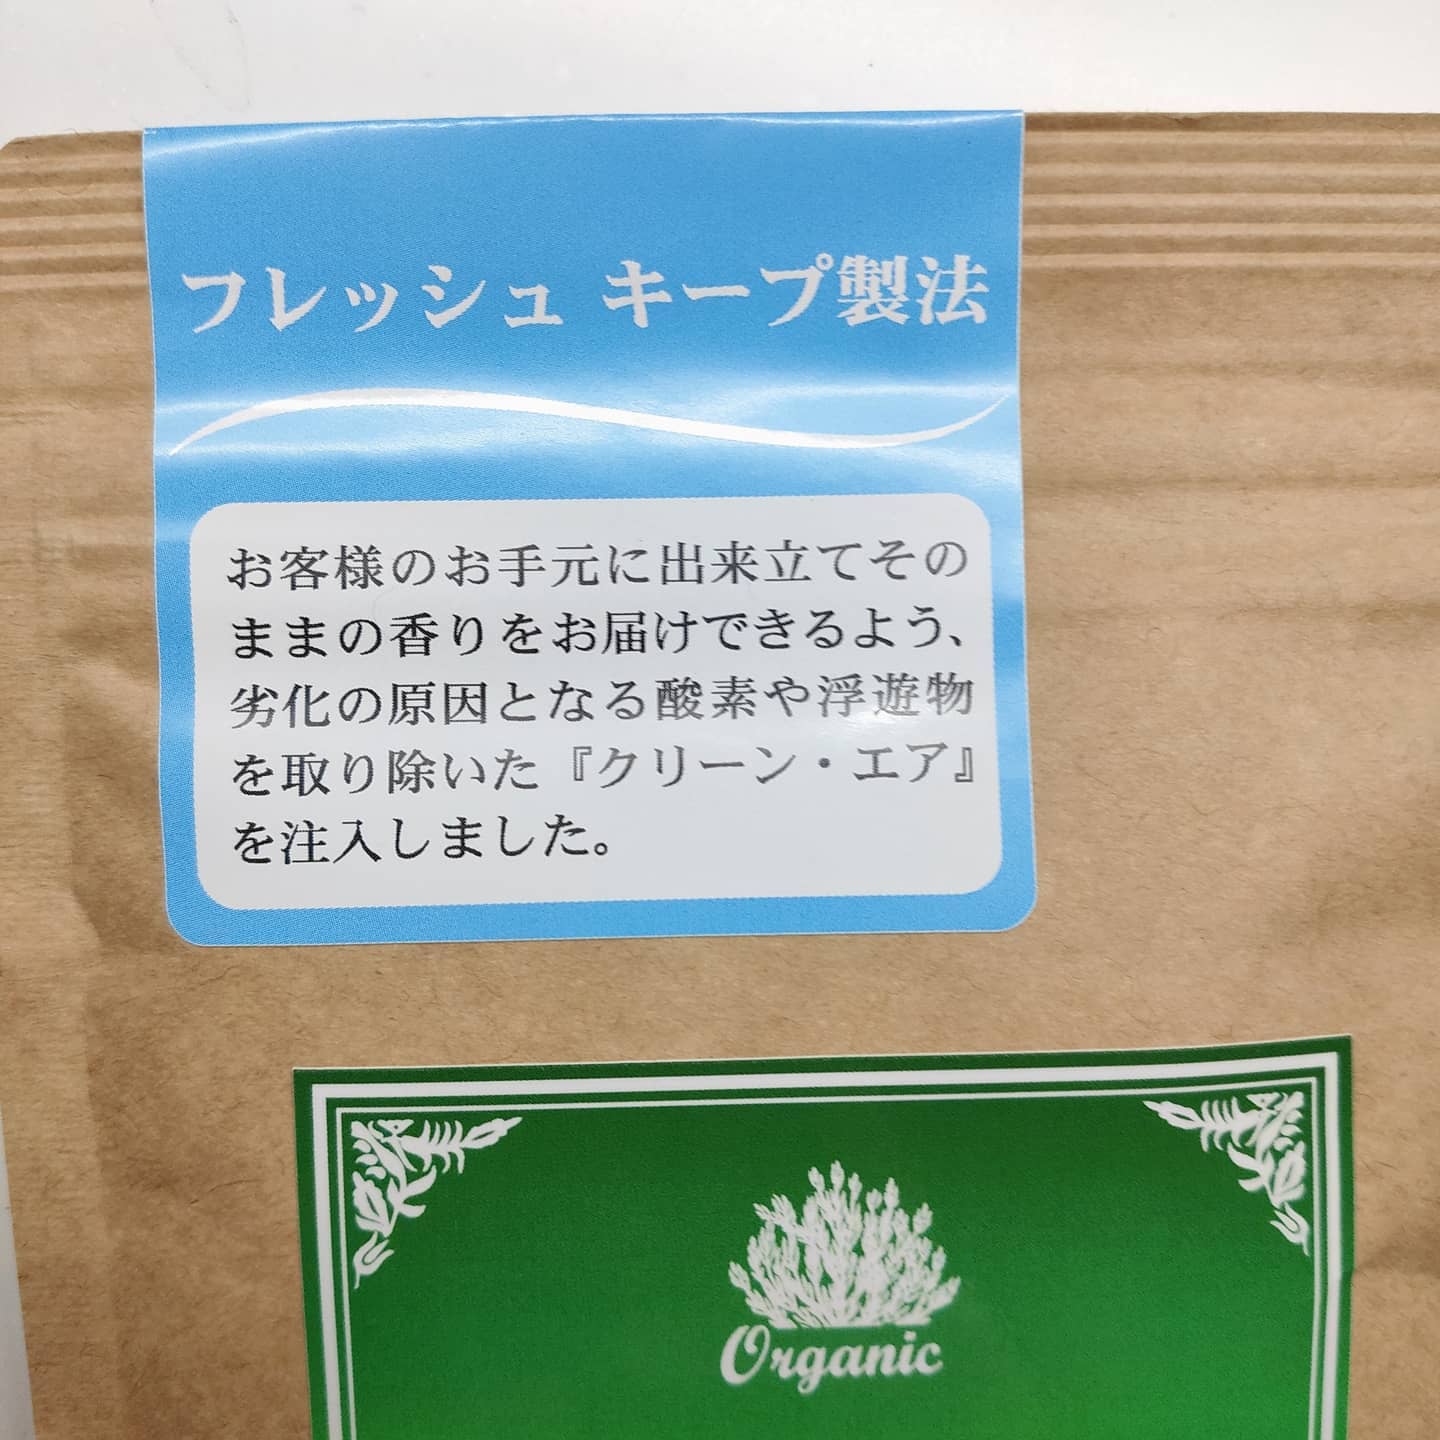 フレッシュ キープ製法
お客様のお手元に出来立てその
ままの香りをお届けできるよう、
劣化の原因となる酸素や浮遊物
を取り除いた『クリーン・エア』
を注入しました。
Organic